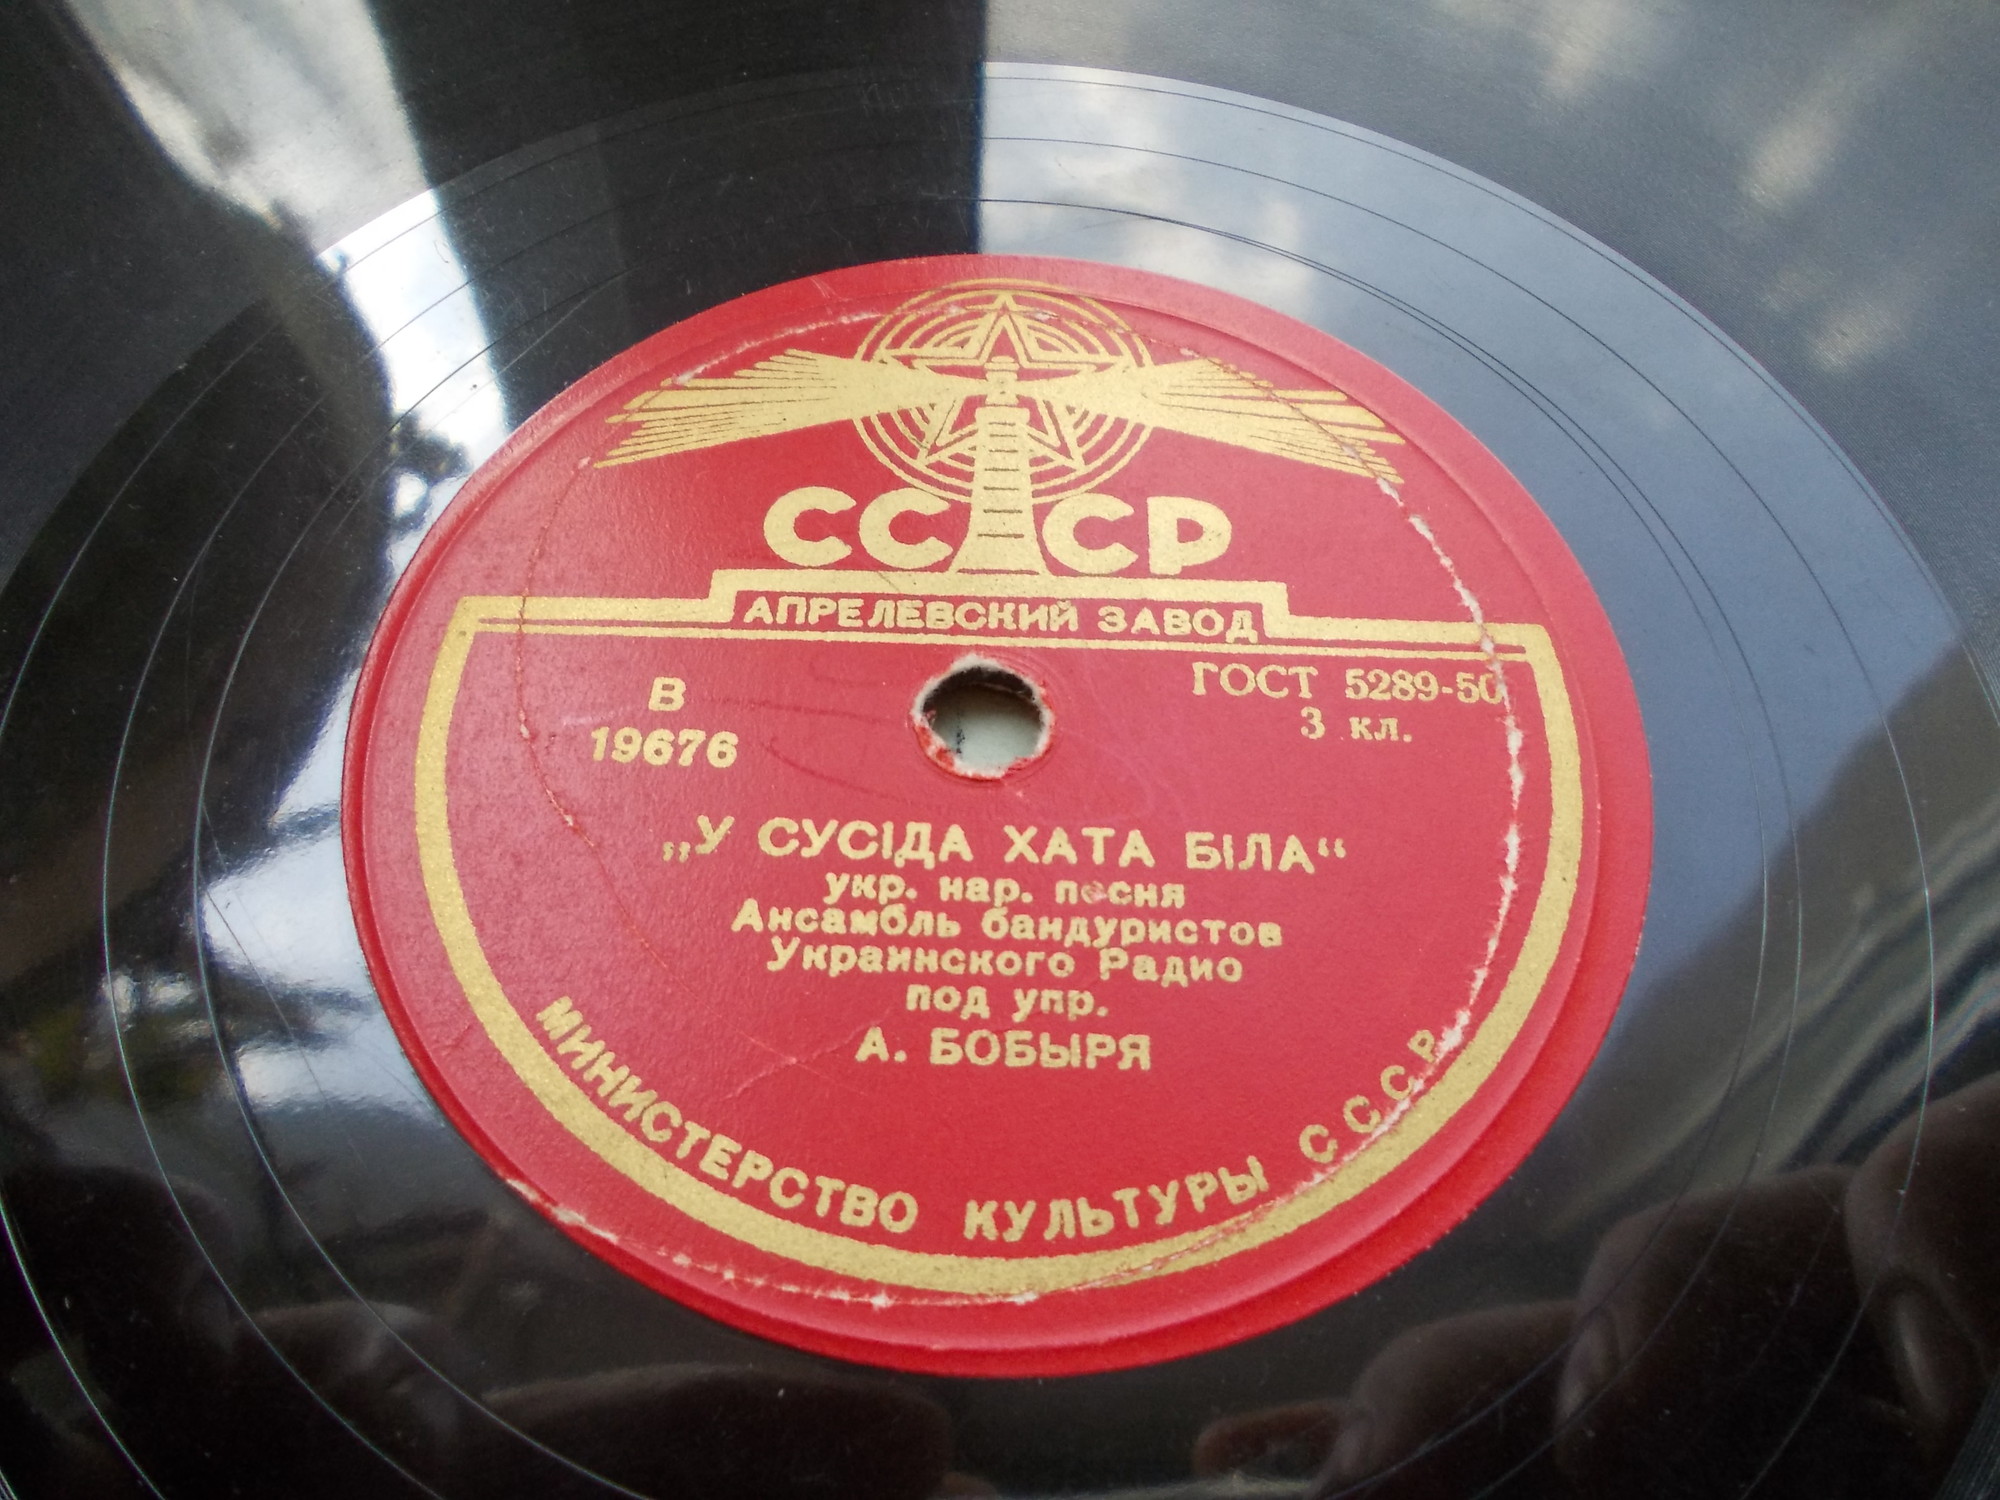 СССР
АПРЕЛЕВСКИЙ ЗАВОД
В
19676
ГОСТ 5289-50
3 кл.
„У СУСІДА ХАТА БІЛА“
укр. нар. песня
Ансамбль бандуристов
Украинского Радио
под упр.
А. БОБЫРЯ
МИНИСТЕРСТВО КУЛЬТУРЫ СССР